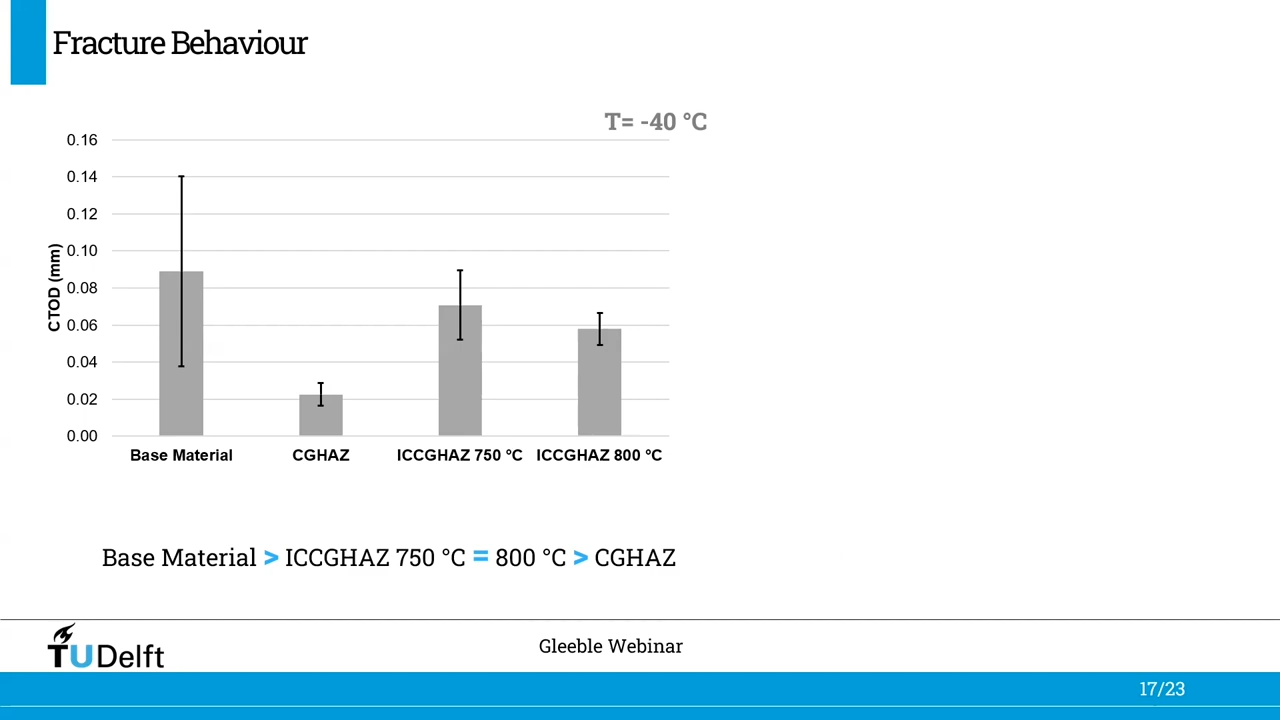 Fracture Behaviour
T= -40 °C
0.16
0.14
0.12
0.10
0.08
0.06
0.04
0.02
0.00
CTOD (mm)
Base Material CGHAZ ICCGHAZ 750 °C ICCGHAZ 800 °C
Base Material > ICCGHAZ 750 °C = 800 °C > CGHAZ
TUDelft
Gleeble Webinar
17/23